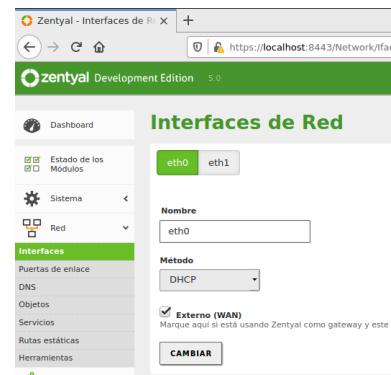 Zentyal - Interfaces de R
https://localhost:8443/Network/Ifac
zentyal Development Edition 5.0
Dashboard
Estado de los
Módulos
Sistema
Red
Interfaces
Puertas de enlace
DNS
Objetos
Servicios
Rutas estáticas
Herramientas
Interfaces de Red
eth0 eth1
Nombre
eth0
Método
DHCP
Externo (WAN)
Marque aquí si está usando Zentyal como gateway y este
CAMBIAR